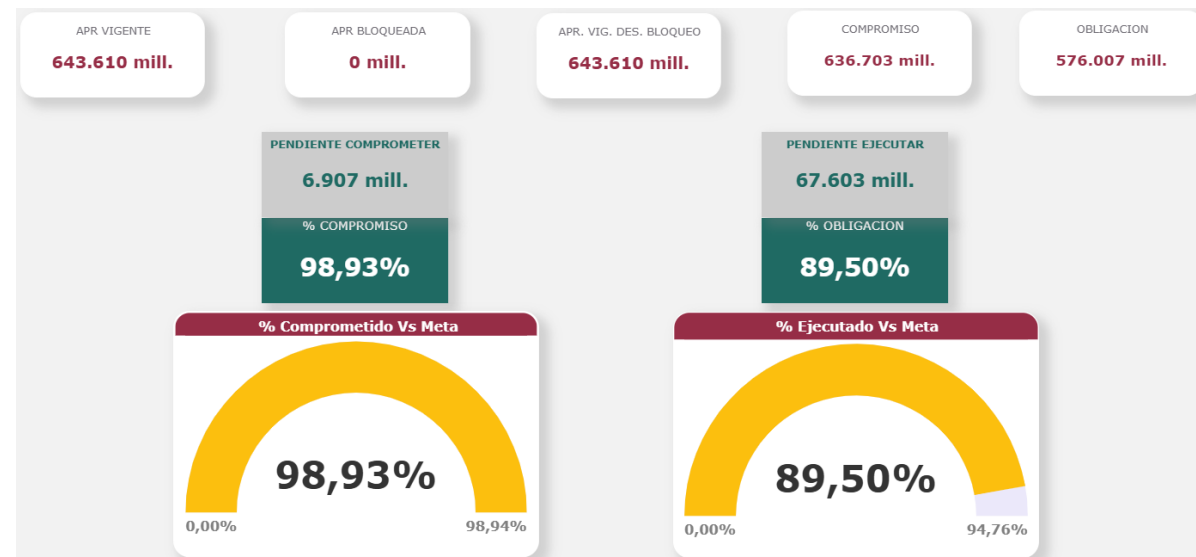 APR VIGENTE
643.610 mill.
APR BLOQUEADA
0 mill.
APR. VIG. DES. BLOQUEO
643.610 mill.
COMPROMISO
636.703 mill.
OBLIGACION
576.007 mill.
PENDIENTE COMPROMETER
6.907 mill.
% COMPROMISO
98,93%
PENDIENTE EJECUTAR
67.603 mill.
% OBLIGACION
89,50%
% Comprometido Vs Meta
98,93%
0,00%
98,94%
% Ejecutado Vs Meta
89,50%
0,00%
94,76%